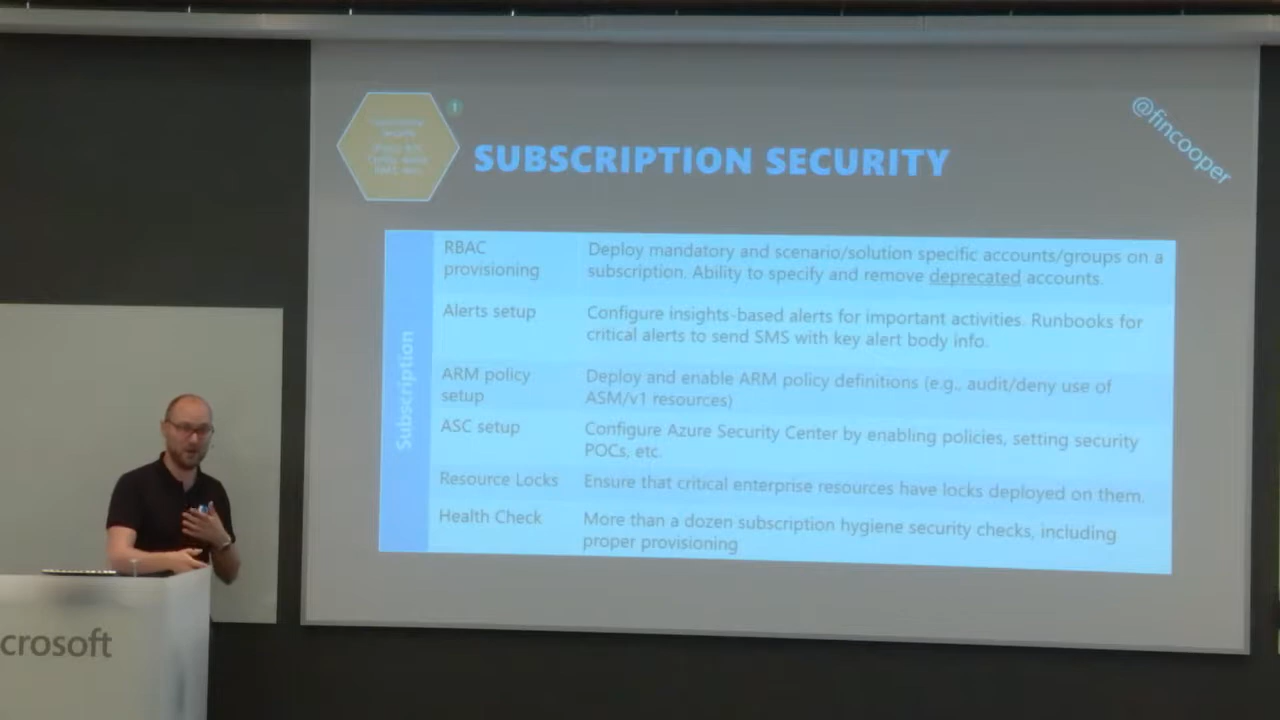 1
SUBSCRIPTION SECURITY
@fincooper
Subscription
RBAC
provisioning
Deploy mandatory and scenario/solution specific accounts/groups on a
subscription. Ability to specify and remove deprecated accounts.
Alerts setup
Configure insights-based alerts for important activities. Runbooks for
critical alerts to send SMS with key alert body info.
ARM policy
setup
Deploy and enable ARM policy definitions (e.g., audit/deny use of
ASM/v1 resources)
ASC setup
Configure Azure Security Center by enabling policies, setting security
POCs, etc.
Resource Locks
Ensure that critical enterprise resources have locks deployed on them.
Health Check
More than a dozen subscription hygiene security checks, including
proper provisioning
crosoft